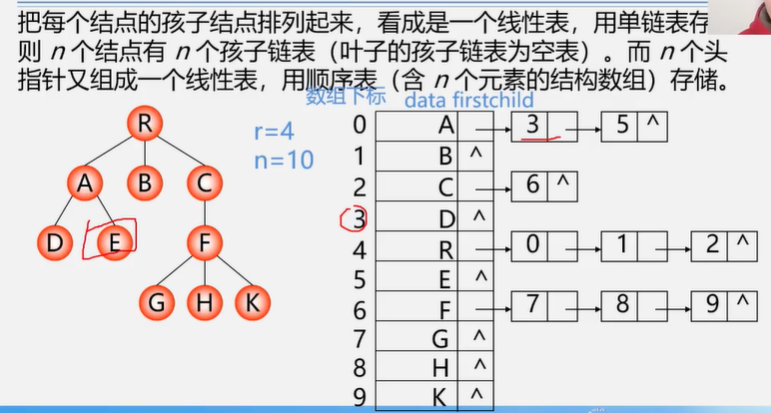 把每个结点的孩子结点排列起来，看成是一个线性表，用单链表存
则 n 个结点有 n 个孩子链表（叶子的孩子链表为空表）。而 n 个头
指针又组成一个线性表，用顺序表（含 n 个元素的结构数组）存储。
数组下标 data firstchild
R
r=4
n=10
A B C
D E F
G H K
0 A 3 5 ^
1 B ^
2 C 6 ^
3 D ^
4 R 0 1 2 ^
5 E ^
6 F 7 8 9 ^
7 G ^
8 H ^
9 K ^